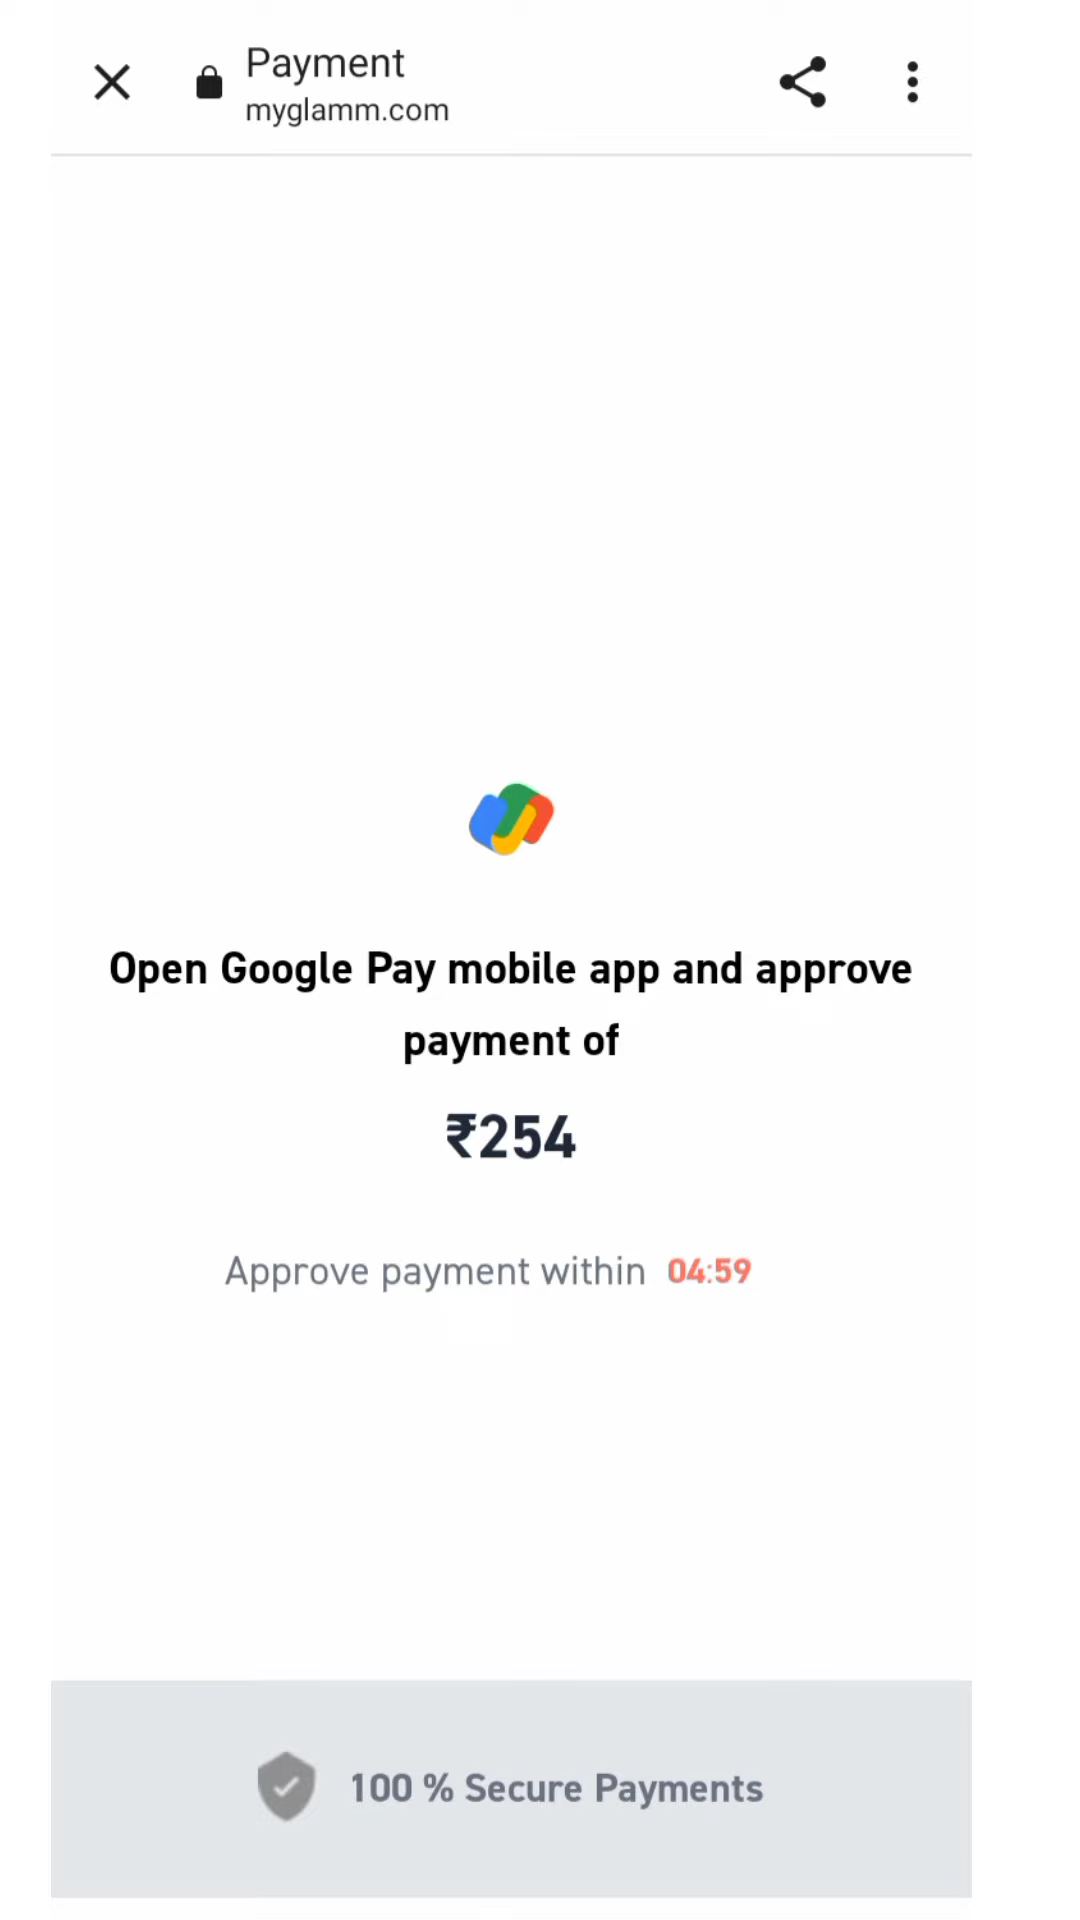 Payment
myglamm.com
Open Google Pay mobile app and approve
payment of
₹254
Approve payment within 04:59
100 % Secure Payments